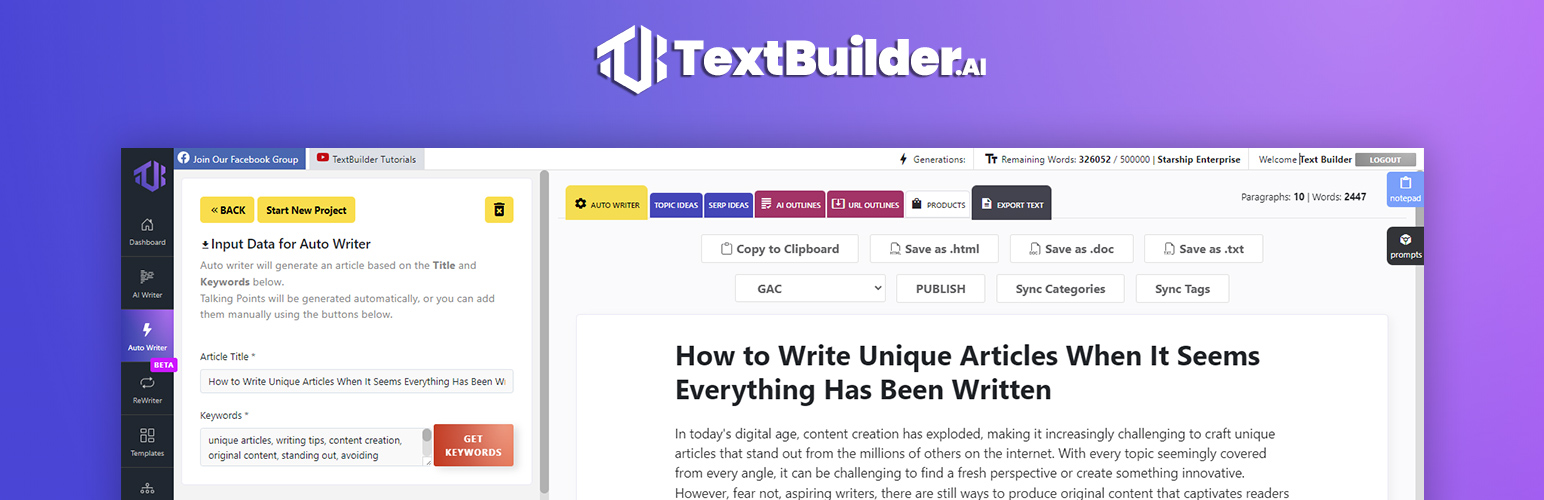 TextBuilder.AI
Join Our Facebook Group
TextBuilder Tutorials
Generations:
Remaining Words: 326052 / 500000 | Starship Enterprise
Welcome Text Builder
LOGOUT
Dashboard
AI Writer
Auto Writer
BETA
ReWriter
Templates
« BACK
Start New Project
Input Data for Auto Writer
Auto writer will generate an article based on the Title and
Keywords below.
Talking Points will be generated automatically, or you can add
them manually using the buttons below.
Article Title *
How to Write Unique Articles When It Seems Everything Has Been Wr
Keywords *
unique articles, writing tips, content creation,
original content, standing out, avoiding
GET
KEYWORDS
AUTO WRITER
TOPIC IDEAS
SERP IDEAS
AI OUTLINES
URL OUTLINES
PRODUCTS
EXPORT TEXT
Paragraphs: 10 | Words: 2447
notepad
prompts
Copy to Clipboard
Save as .html
Save as .doc
Save as .txt
GAC
PUBLISH
Sync Categories
Sync Tags
How to Write Unique Articles When It Seems
Everything Has Been Written
In today's digital age, content creation has exploded, making it increasingly challenging to craft unique
articles that stand out from the millions of others on the internet. With every topic seemingly covered
from every angle, it can be challenging to find a fresh perspective or create something innovative.
However, fear not, aspiring writers, there are still ways to produce original content that captivates readers